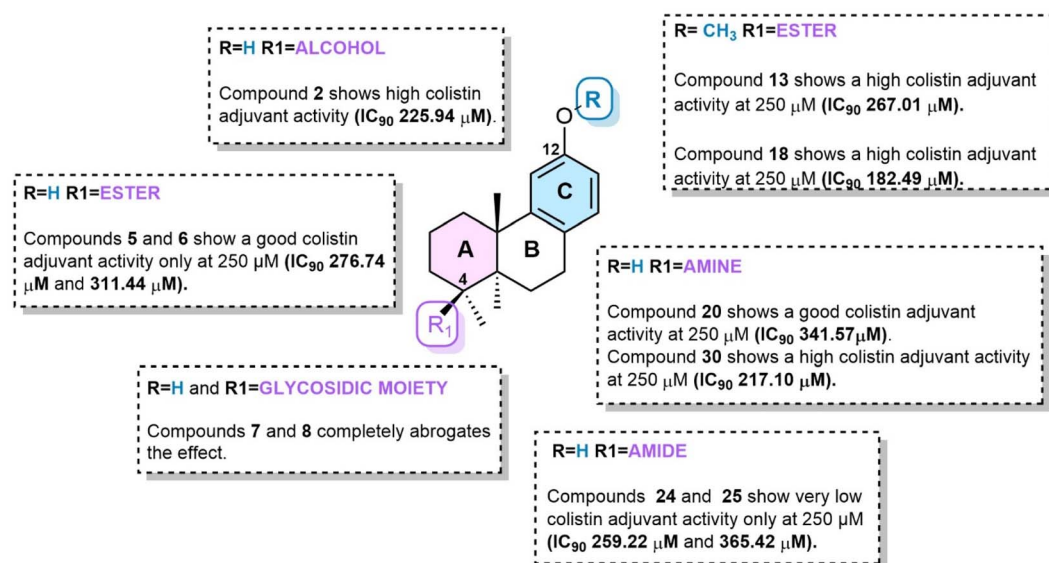 R=H R1=ALCOHOL
Compound 2 shows high colistin
adjuvant activity (IC90 225.94 μM).
R= CH3 R1=ESTER
Compound 13 shows a high colistin adjuvant
activity at 250 μM (IC90 267.01 μM).
Compound 18 shows a high colistin adjuvant
activity at 250 μM (IC90 182.49 μM).
R=H R1=ESTER
Compounds 5 and 6 show a good colistin
adjuvant activity only at 250 μM (IC90 276.74
μM and 311.44 μM).
R
O
12
C
A
B
4
R1
R=H R1=AMINE
Compound 20 shows a good colistin adjuvant
activity at 250 μM (IC90 341.57μM).
Compound 30 shows a high colistin adjuvant activity
at 250 μM (IC90 217.10 μM).
R=H and R1=GLYCOSIDIC MOIETY
Compounds 7 and 8 completely abrogates
the effect.
R=H R1=AMIDE
Compounds 24 and 25 show very low
colistin adjuvant activity only at 250 μM
(IC90 259.22 μM and 365.42 μM).